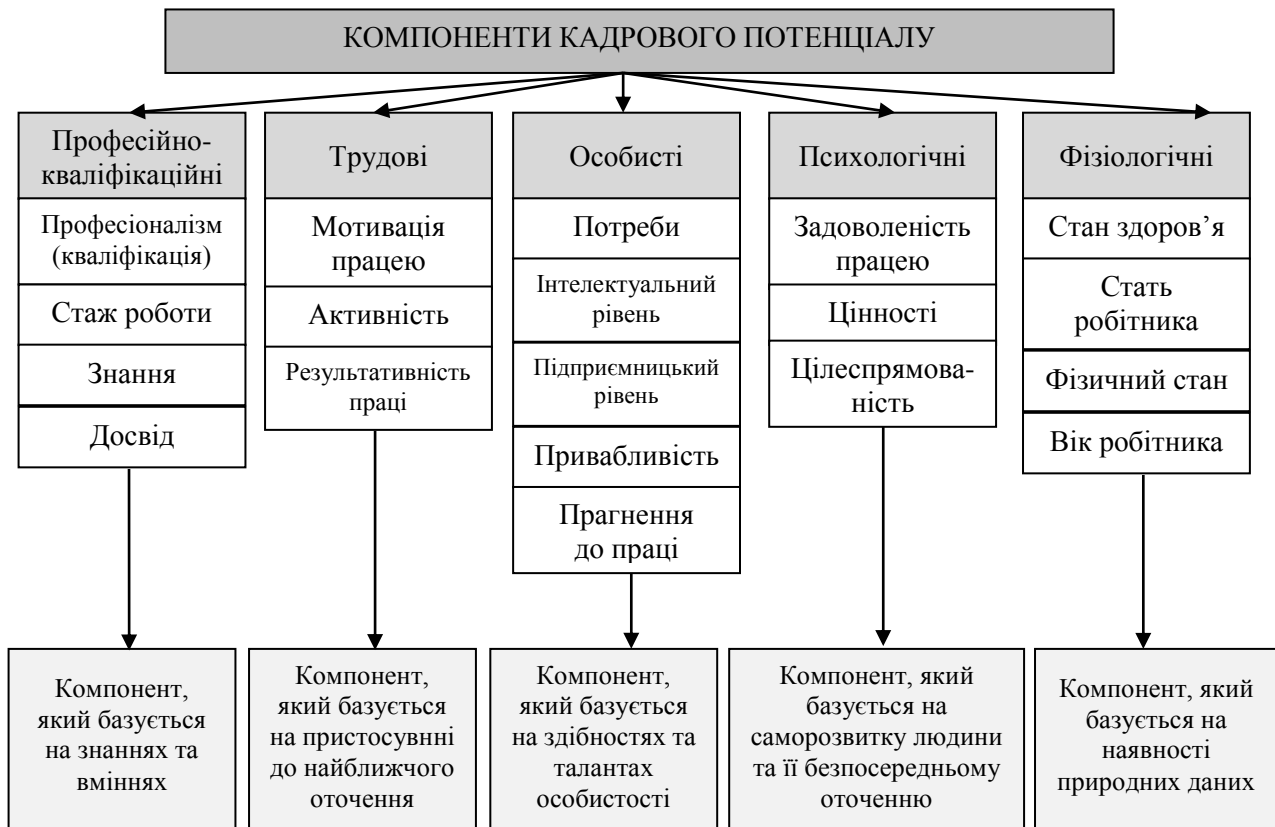 КОМПОНЕНТИ КАДРОВОГО ПОТЕНЦІАЛУ
Професійно-
кваліфікаційні
Професіоналізм
(кваліфікація)
Стаж роботи
Знання
Досвід
Компонент,
який базується
на знаннях та
вміннях
Трудові
Мотивація
працею
Активність
Результативність
праці
Компонент,
який базується
на пристосувнні
до найближчого
оточення
Особисті
Потреби
Інтелектуальний
рівень
Підприємницький
рівень
Привабливість
Прагнення
до праці
Компонент,
який базується
на здібностях та
талантах
особистості
Психологічні
Задоволеність
працею
Цінності
Цілеспрямова-
ність
Компонент, який
базується на
саморозвитку людини
та її безпосередньому
оточенню
Фізіологічні
Стан здоров’я
Стать
робітника
Фізичний стан
Вік робітника
Компонент, який
базується на
наявності
природних даних